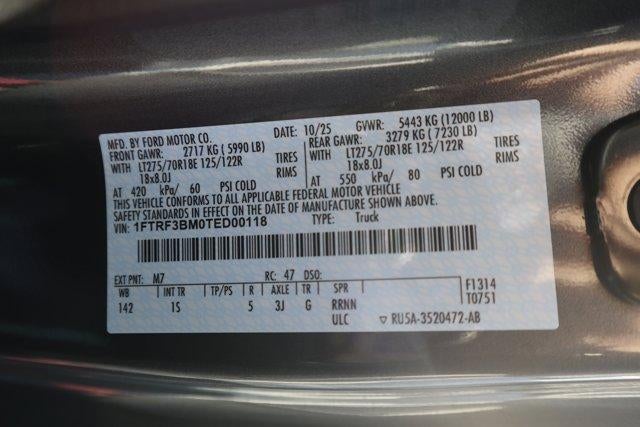 MFD. BY FORD MOTOR CO. DATE: 10/25 GVWR: 5443 KG (12000 LB)
FRONT GAWR: 2717 KG (5990 LB) REAR GAWR: 3279 KG (7230 LB)
WITH LT275/70R18E 125/122R TIRES WITH LT275/70R18E 125/122R TIRES
18x8.0J RIMS 18x8.0J RIMS
AT 420 kPa/ 60 PSI COLD AT 550 kPa/ 80 PSI COLD
THIS VEHICLE CONFORMS TO ALL APPLICABLE FEDERAL MOTOR VEHICLE
SAFETY STANDARDS IN EFFECT ON THE DATE OF MANUFACTURE SHOWN ABOVE.
VIN: 1FTRF3BM0TED00118 TYPE: Truck
EXT PNT: M7 RC: 47 DSO: F1314
WB INT TR TP/PS R AXLE TR SPR T0751
142 1S 5 3J G RRNN
ULC ▽ RU5A-3520472-AB